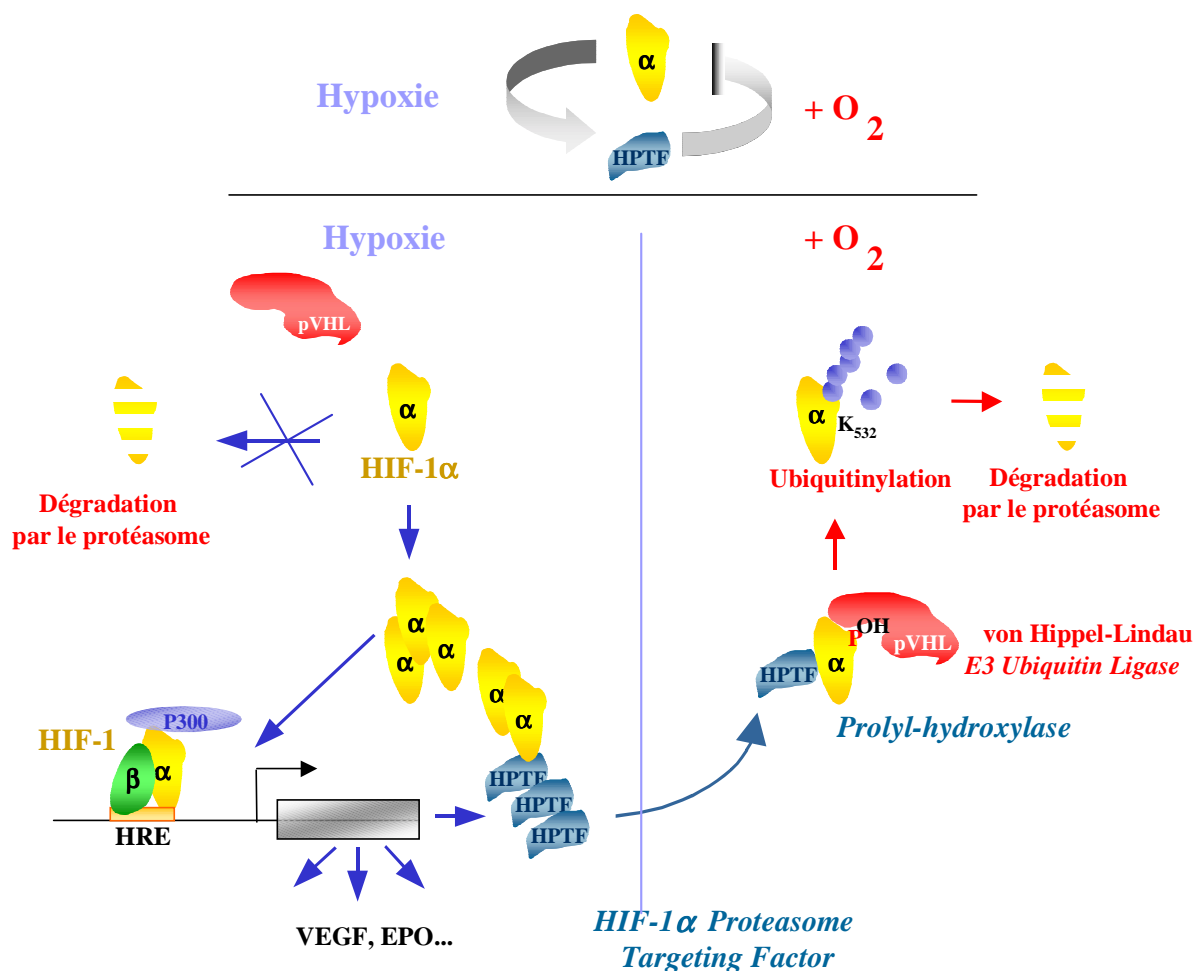 α
Hypoxie
+ O2
HPTF
Hypoxie
+ O2
pVHL
α
HIF-1α
Dégradation
par le protéasome
α
K532
Ubiquitinylation
Dégradation
par le protéasome
α
α
α
α
α
HPTF
HPTF
HPTF
P300
HIF-1
β
α
HRE
VEGF, EPO...
P
OH
pVHL
α
HPTF
von Hippel-Lindau
E3 Ubiquitin Ligase
Prolyl-hydroxylase
HIF-1α Proteasome
Targeting Factor